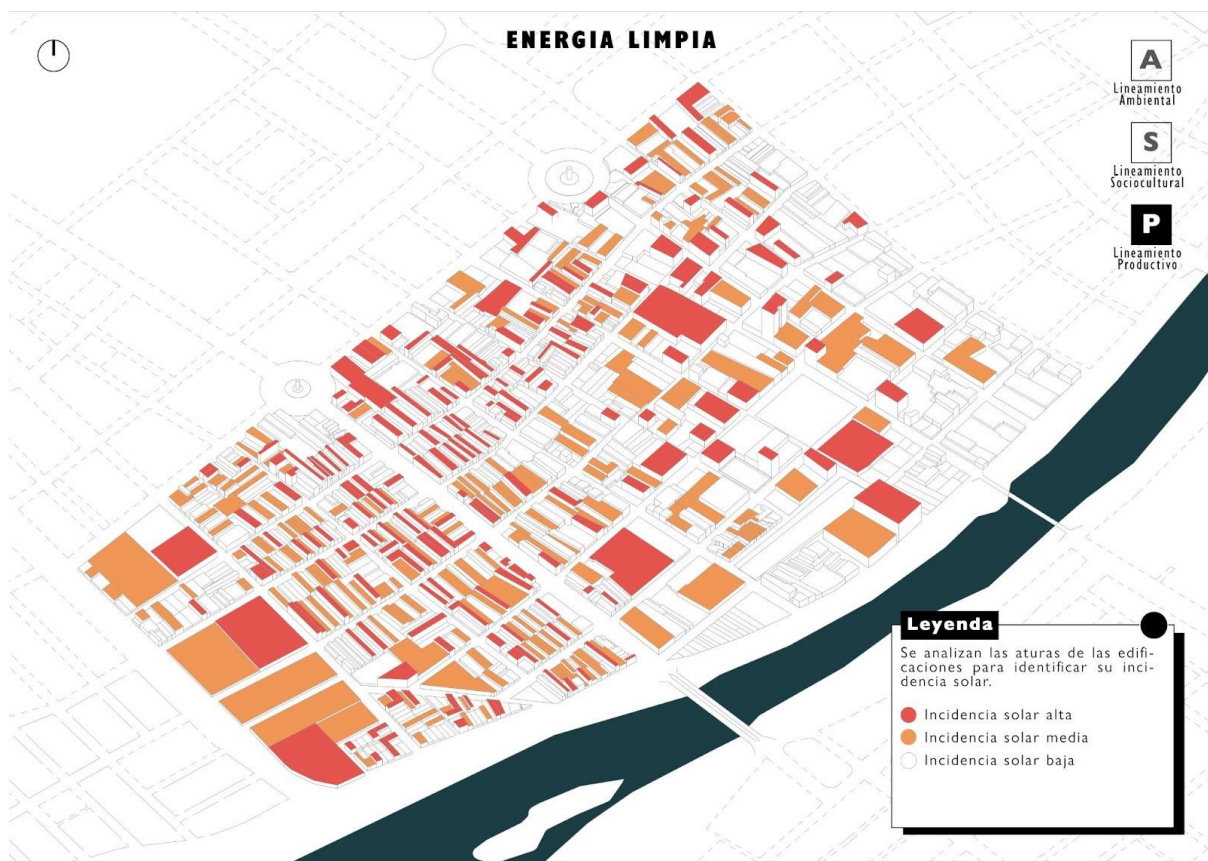 ENERGIA LIMPIA
A
Lineamiento
Ambiental
S
Lineamiento
Sociocultural
P
Lineamiento
Productivo
Leyenda
Se analizan las aturas de las edifi-
caciones para identificar su inci-
dencia solar.
Incidencia solar alta
Incidencia solar media
Incidencia solar baja